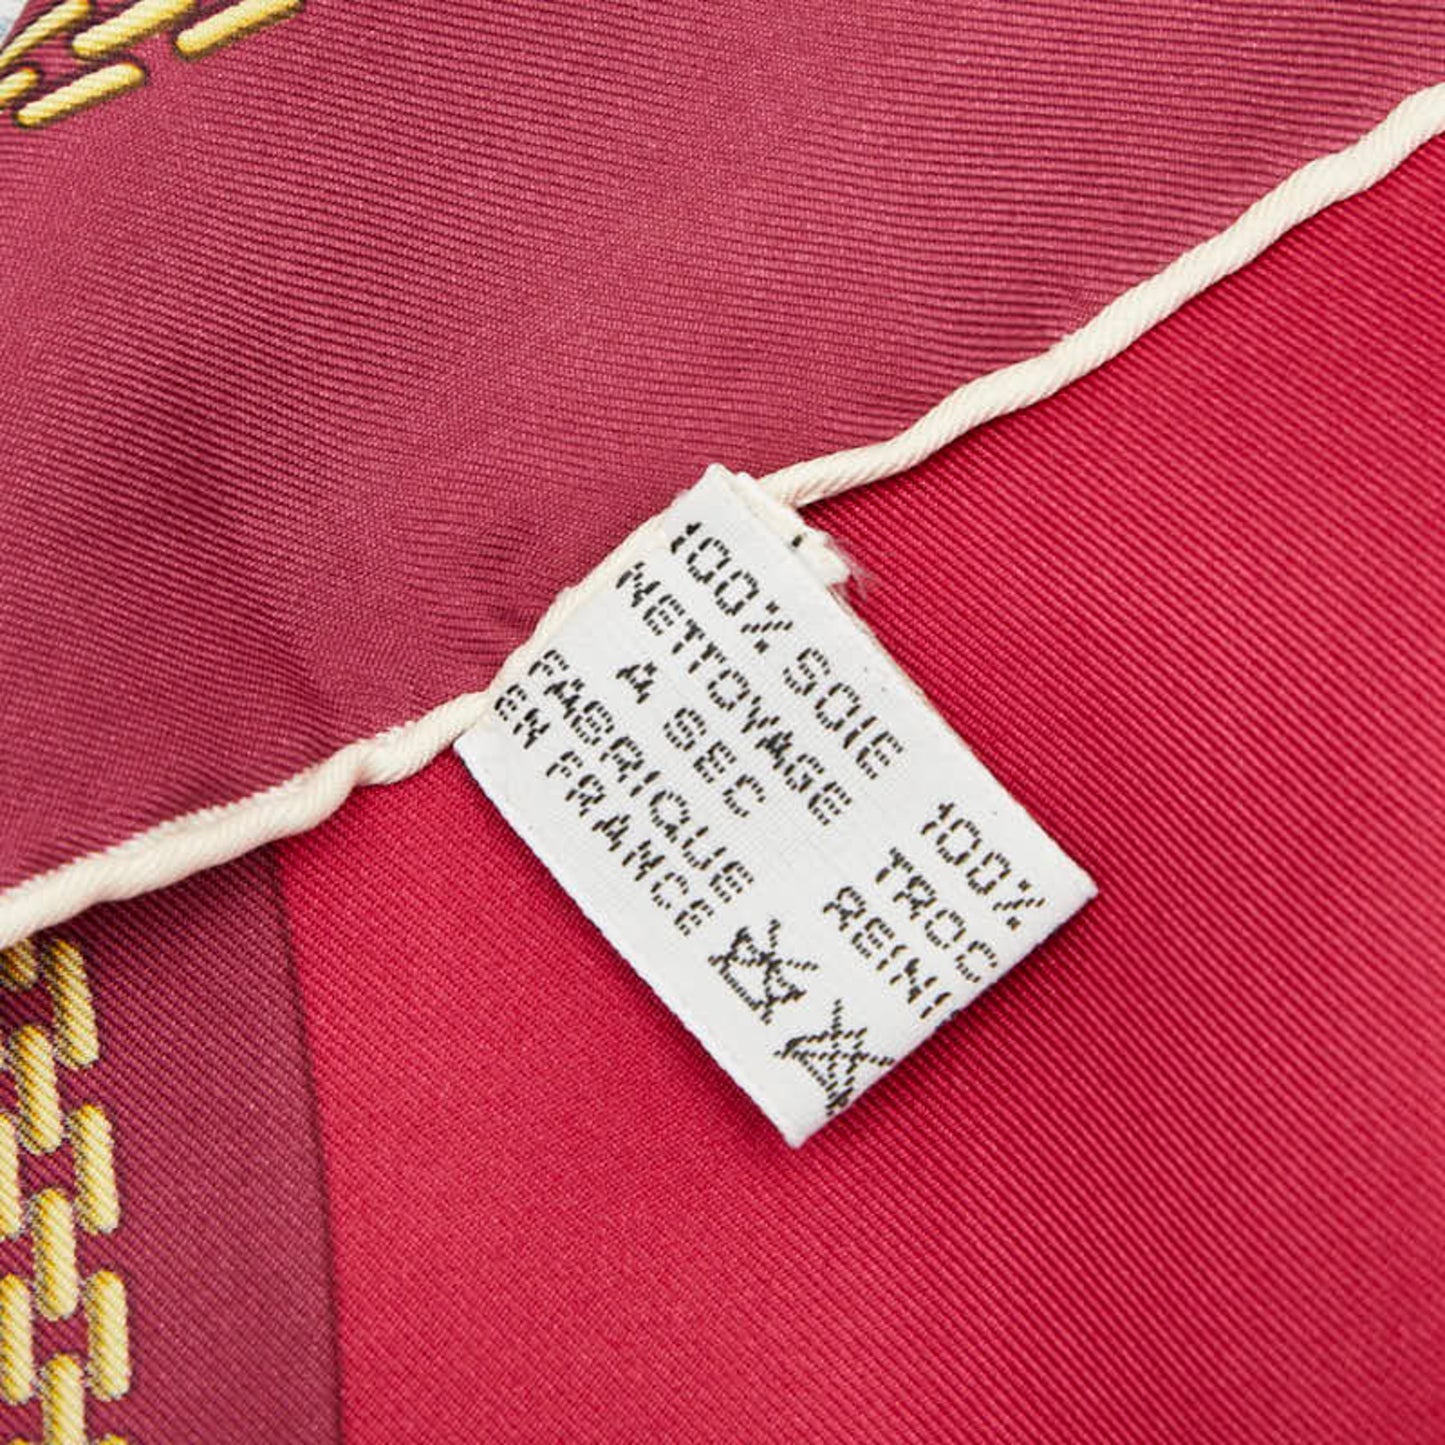 100% SOIE
NETTOYAGE
A SEC
FABRIQUE
EN FRANCE
100%
TROC
REINI